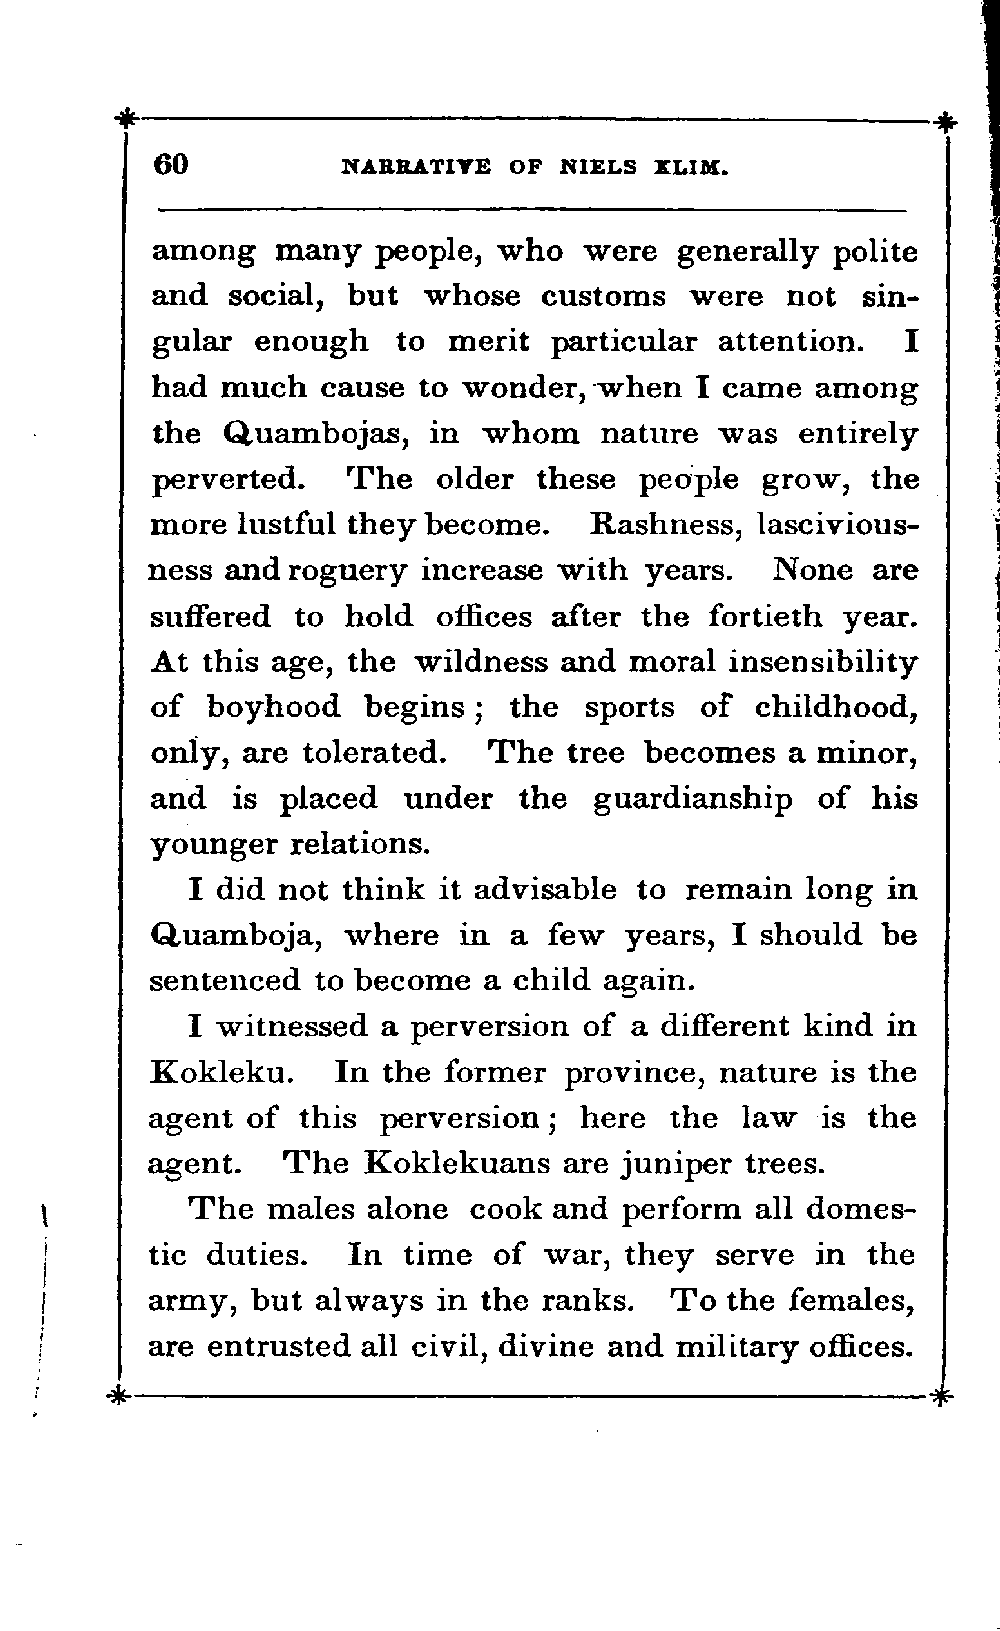 60 NARRATIVE OF NIELS KLIM.
among many people, who were generally polite
and social, but whose customs were not sin-
gular enough to merit particular attention. I
had much cause to wonder, when I came among
the Quambojas, in whom nature was entirely
perverted. The older these people grow, the
more lustful they become. Rashness, lascivious-
ness and roguery increase with years. None are
suffered to hold offices after the fortieth year.
At this age, the wildness and moral insensibility
of boyhood begins; the sports of childhood,
only, are tolerated. The tree becomes a minor,
and is placed under the guardianship of his
younger relations.
I did not think it advisable to remain long in
Quamboja, where in a few years, I should be
sentenced to become a child again.
I witnessed a perversion of a different kind in
Kokleku. In the former province, nature is the
agent of this perversion; here the law is the
agent. The Koklekuans are juniper trees.
The males alone cook and perform all domes-
tic duties. In time of war, they serve in the
army, but always in the ranks. To the females,
are entrusted all civil, divine and military offices.